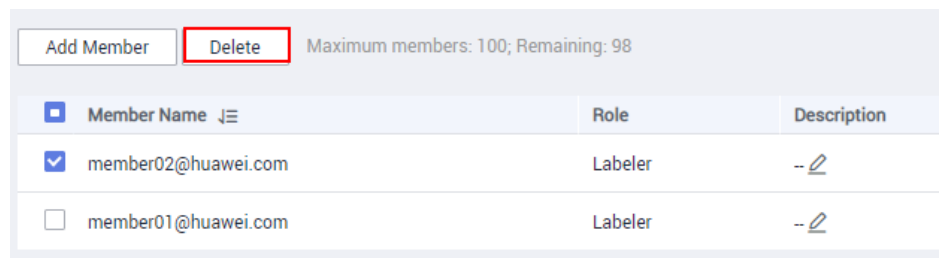 Add Member Delete Maximum members: 100; Remaining: 98
Member Name Role Description
member02@huawei.com Labeler --
member01@huawei.com Labeler --